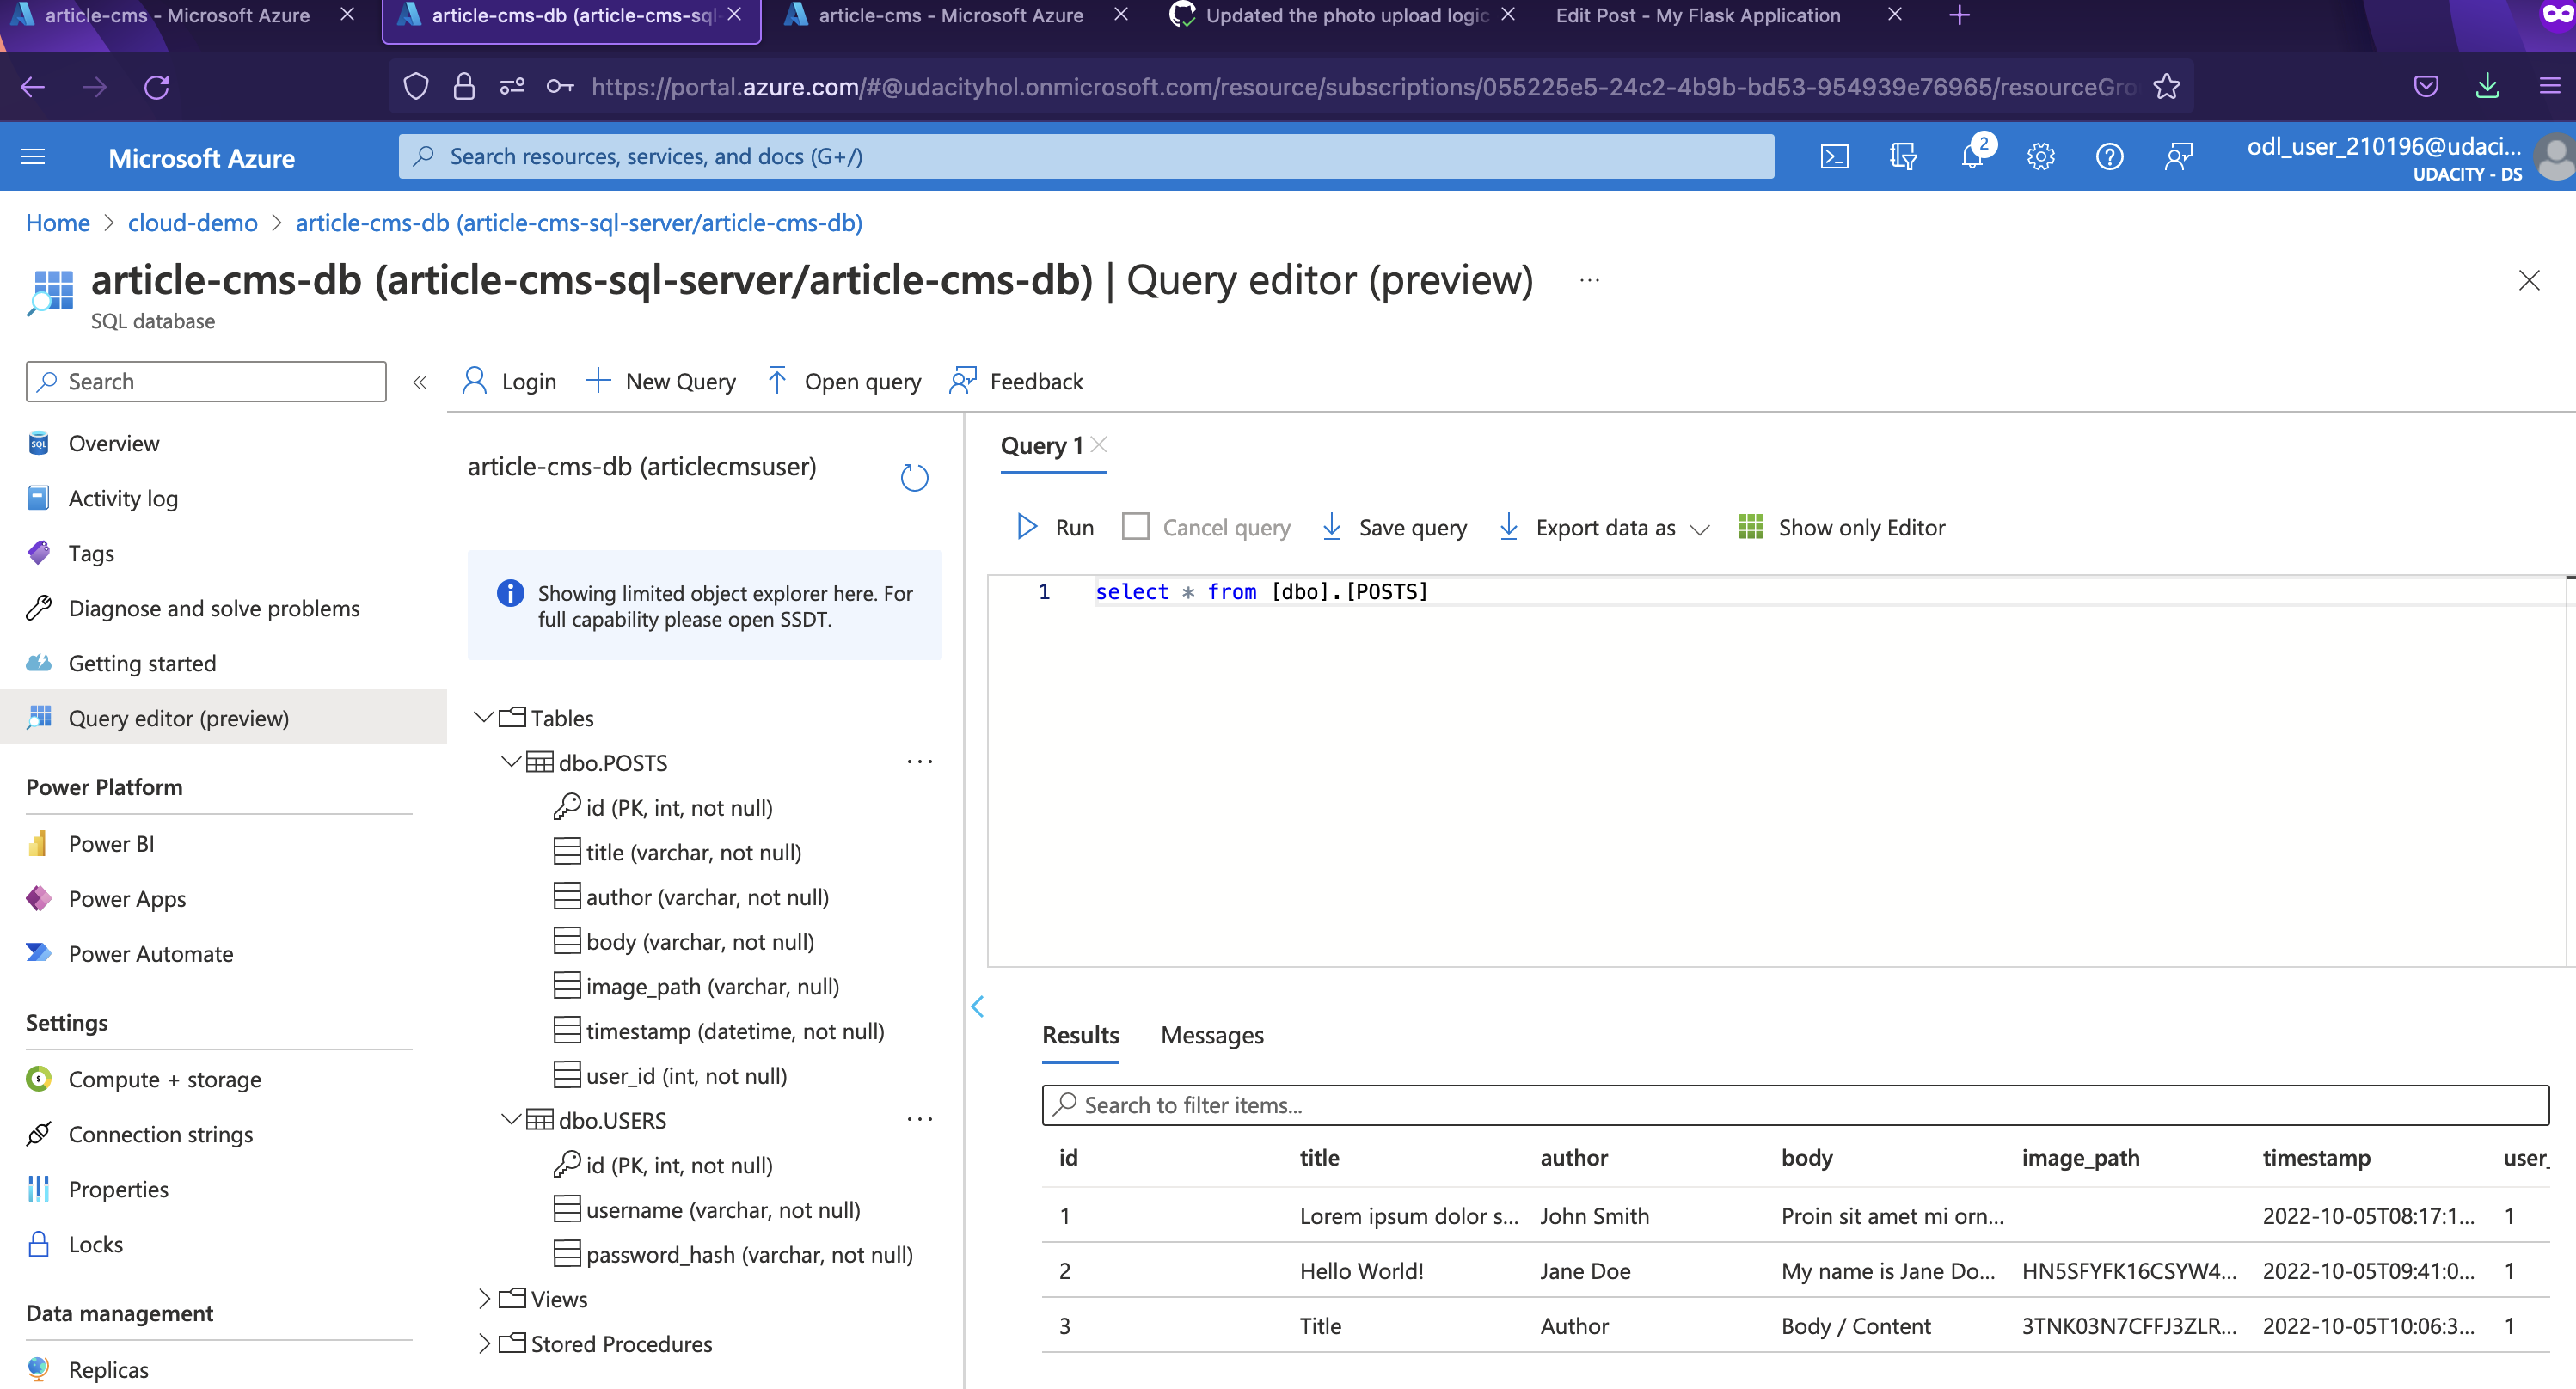 article-cms - Microsoft Azure
article-cms-db (article-cms-sql-
article-cms - Microsoft Azure
Updated the photo upload logic
Edit Post - My Flask Application
https://portal.azure.com/#@udacityhol.onmicrosoft.com/resource/subscriptions/055225e5-24c2-4b9b-bd53-954939e76965/resourceGro
Microsoft Azure
Search resources, services, and docs (G+/)
2
odl_user_210196@udaci...
UDACITY - DS
Home > cloud-demo > article-cms-db (article-cms-sql-server/article-cms-db)
article-cms-db (article-cms-sql-server/article-cms-db) | Query editor (preview) ...
SQL database
Search
«
Login
New Query
Open query
Feedback
Overview
Activity log
Tags
Diagnose and solve problems
Getting started
Query editor (preview)
Power Platform
Power BI
Power Apps
Power Automate
Settings
Compute + storage
Connection strings
Properties
Locks
Data management
Replicas
article-cms-db (articlecmsuser)
Showing limited object explorer here. For
full capability please open SSDT.
Tables
dbo.POSTS ...
id (PK, int, not null)
title (varchar, not null)
author (varchar, not null)
body (varchar, not null)
image_path (varchar, null)
timestamp (datetime, not null)
user_id (int, not null)
dbo.USERS ...
id (PK, int, not null)
username (varchar, not null)
password_hash (varchar, not null)
Views
Stored Procedures
Query 1
Run
Cancel query
Save query
Export data as
Show only Editor
1 select * from [dbo].[POSTS]
Results Messages
Search to filter items...
id title author body image_path timestamp user_
1 Lorem ipsum dolor s... John Smith Proin sit amet mi orn... 2022-10-05T08:17:1... 1
2 Hello World! Jane Doe My name is Jane Do... HN5SFYFK16CSYW4... 2022-10-05T09:41:0... 1
3 Title Author Body / Content 3TNK03N7CFFJ3ZLR... 2022-10-05T10:06:3... 1